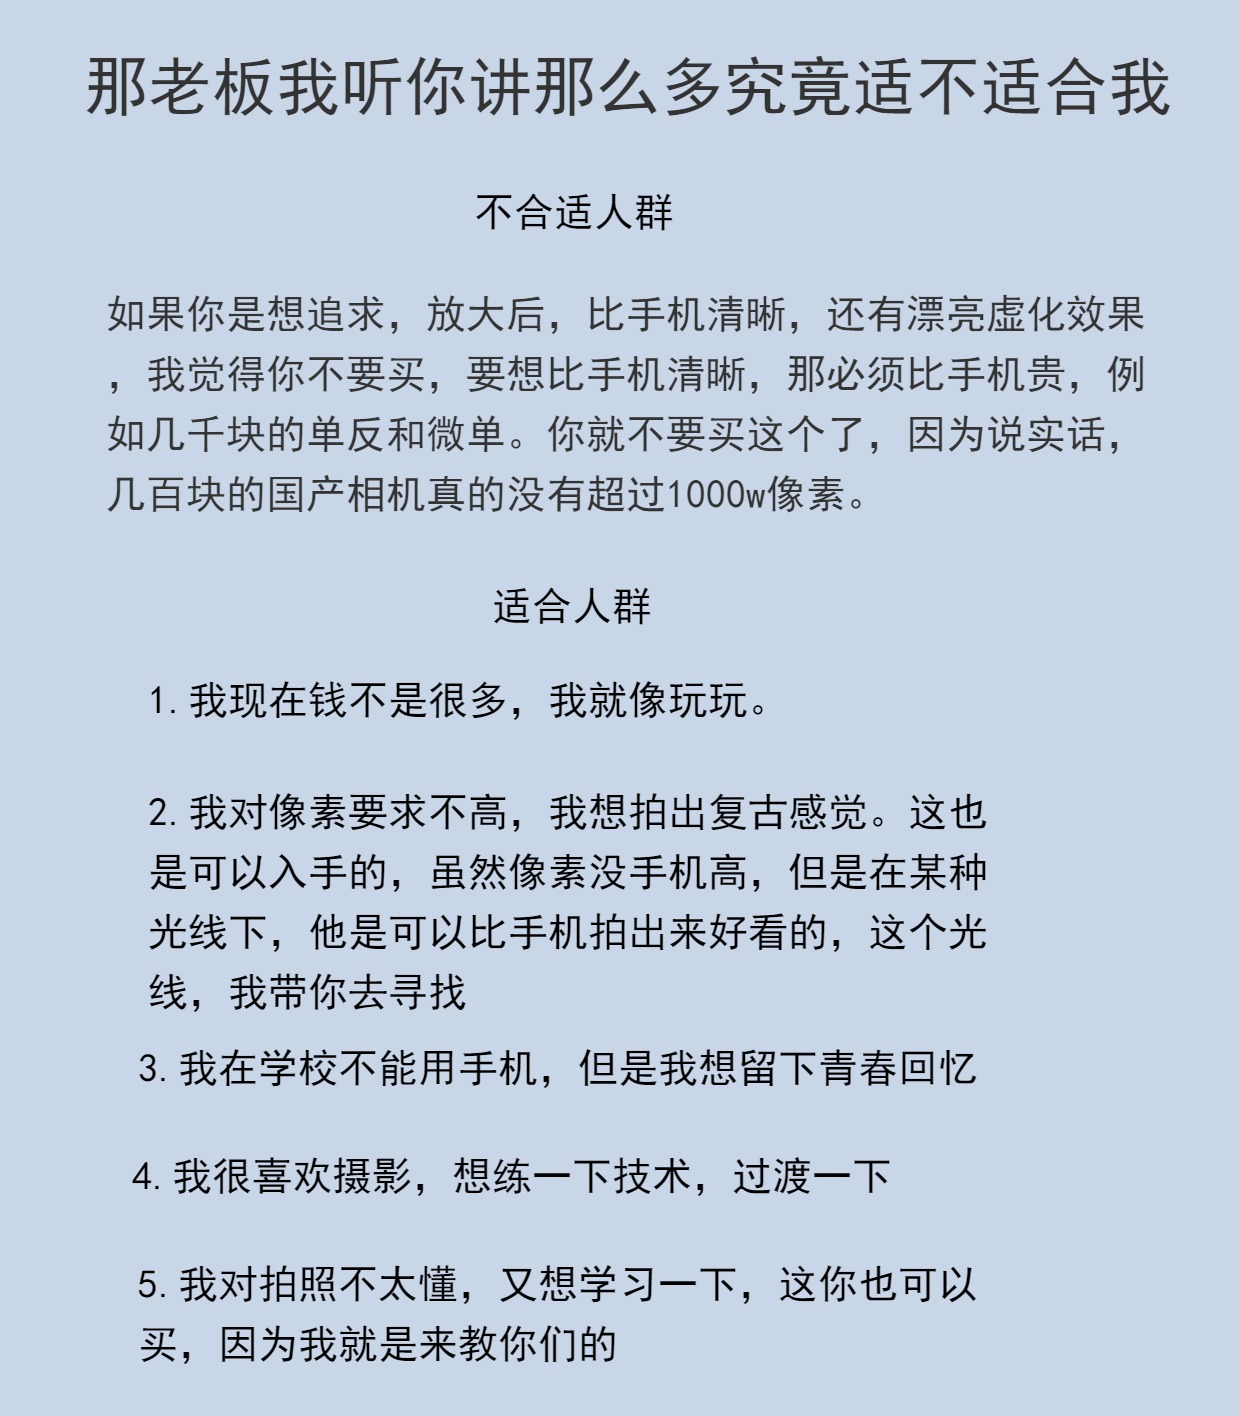 那老板我听你讲那么多究竟适不适合我
不合适人群
如果你是想追求，放大后，比手机清晰，还有漂亮虚化效果
，我觉得你不要买，要想比手机清晰，那必须比手机贵，例
如几千块的单反和微单。你就不要买这个了，因为说实话，
几百块的国产相机真的没有超过1000w像素。
适合人群
1.我现在钱不是很多，我就像玩玩。
2.我对像素要求不高，我想拍出复古感觉。这也
是可以入手的，虽然像素没手机高，但是在某种
光线下，他是可以比手机拍出来好看的，这个光
线，我带你去寻找
3.我在学校不能用手机，但是我想留下青春回忆
4.我很喜欢摄影，想练一下技术，过渡一下
5.我对拍照不太懂，又想学习一下，这你也可以
买，因为我就是来教你们的